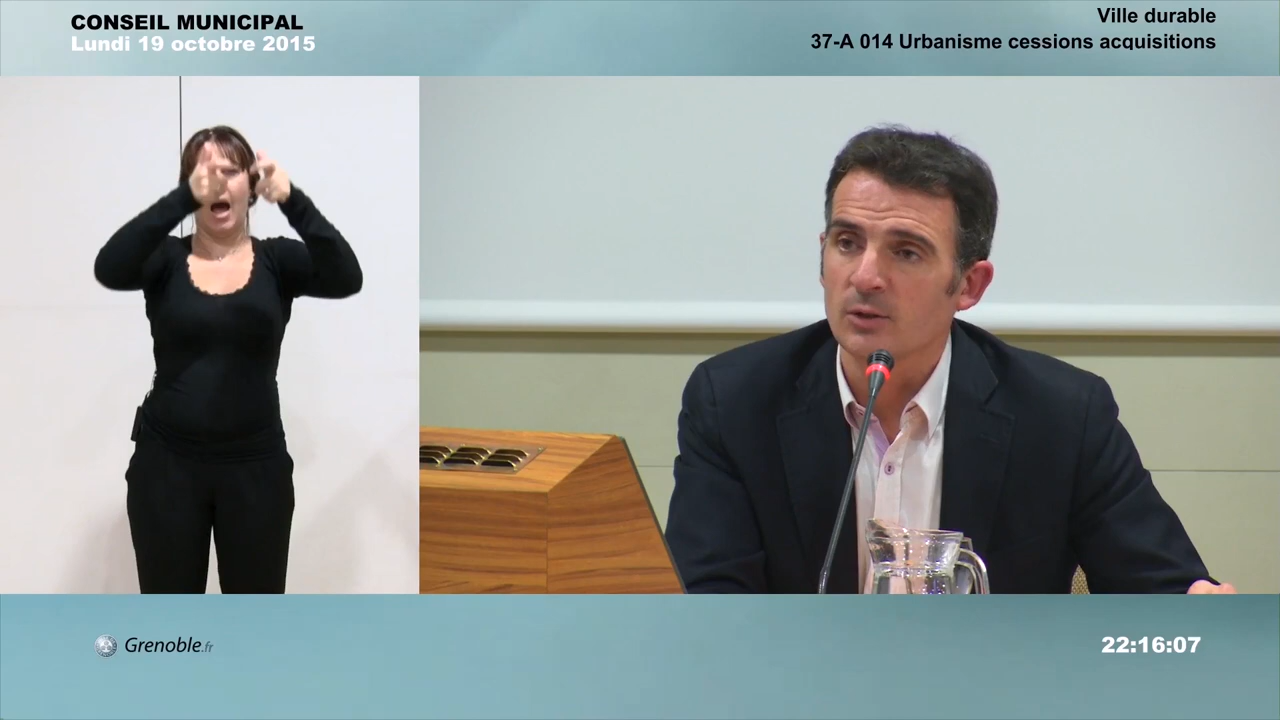 CONSEIL MUNICIPAL
Lundi 19 octobre 2015
Ville durable
37-A 014 Urbanisme cessions acquisitions
Grenoble.fr
22:16:07